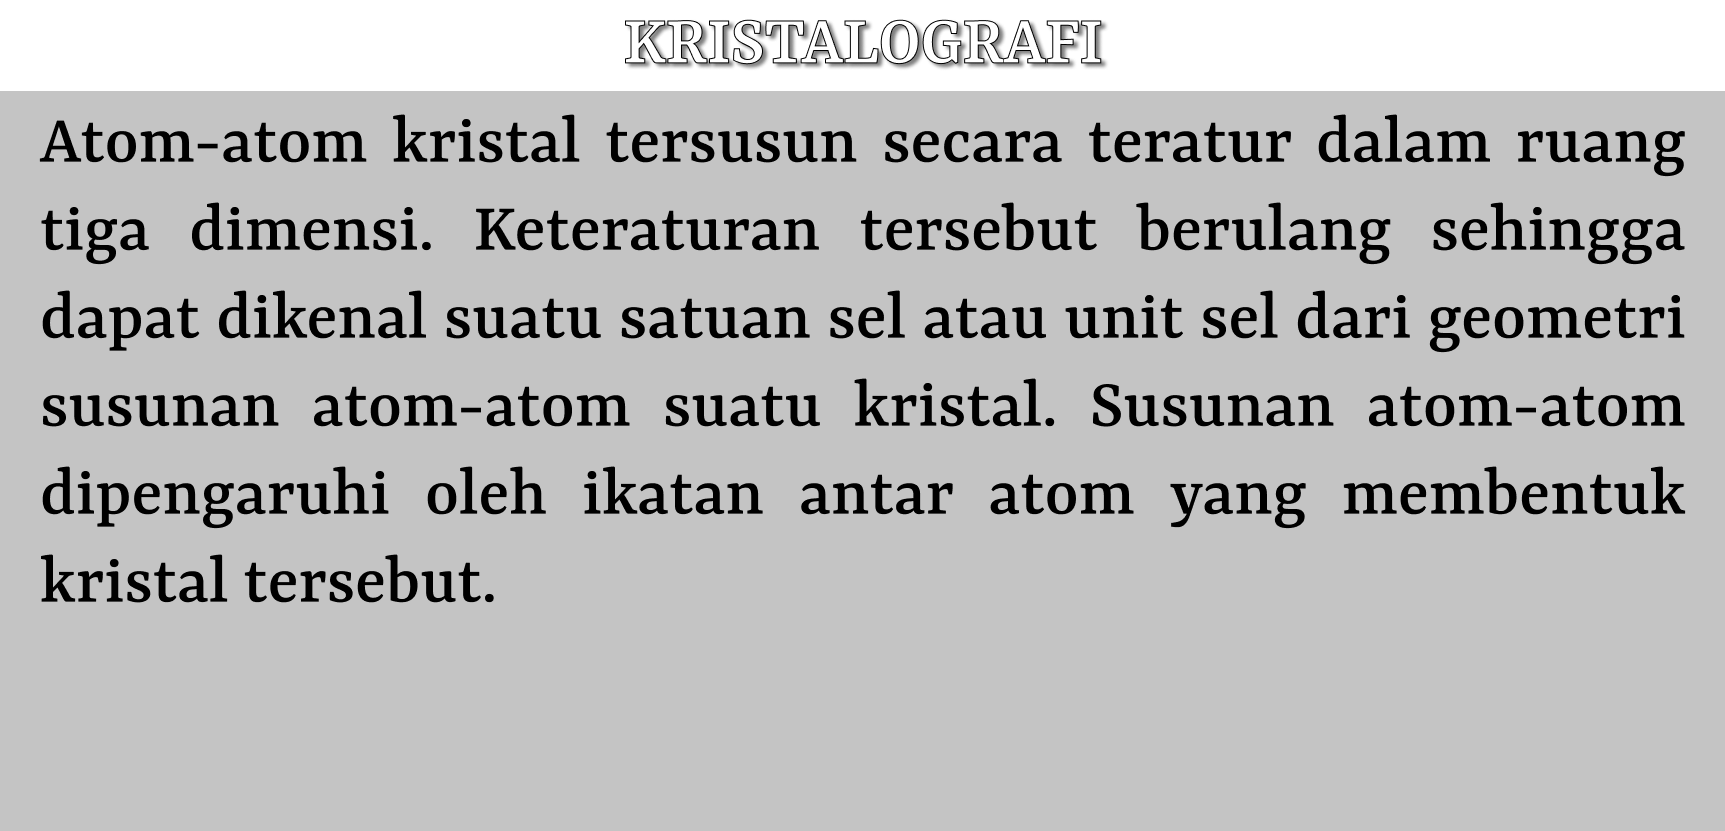 KRISTALOGRAFI
Atom-atom kristal tersusun secara teratur dalam ruang
tiga dimensi. Keteraturan tersebut berulang sehingga
dapat dikenal suatu satuan sel atau unit sel dari geometri
susunan atom-atom suatu kristal. Susunan atom-atom
dipengaruhi oleh ikatan antar atom yang membentuk
kristal tersebut.